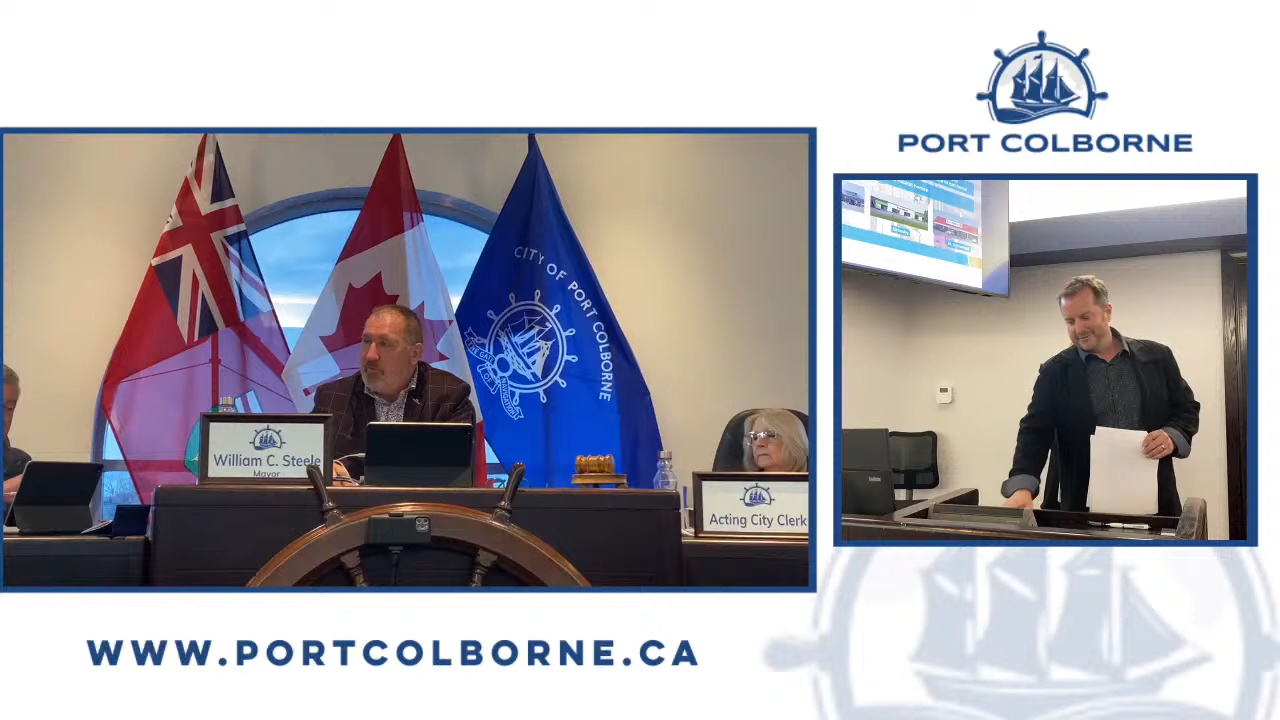 PORT COLBORNE
CITY OF PORT COLBORNE
William C. Steele
Mayor
Acting City Clerk
WWW.PORTCOLBORNE.CA